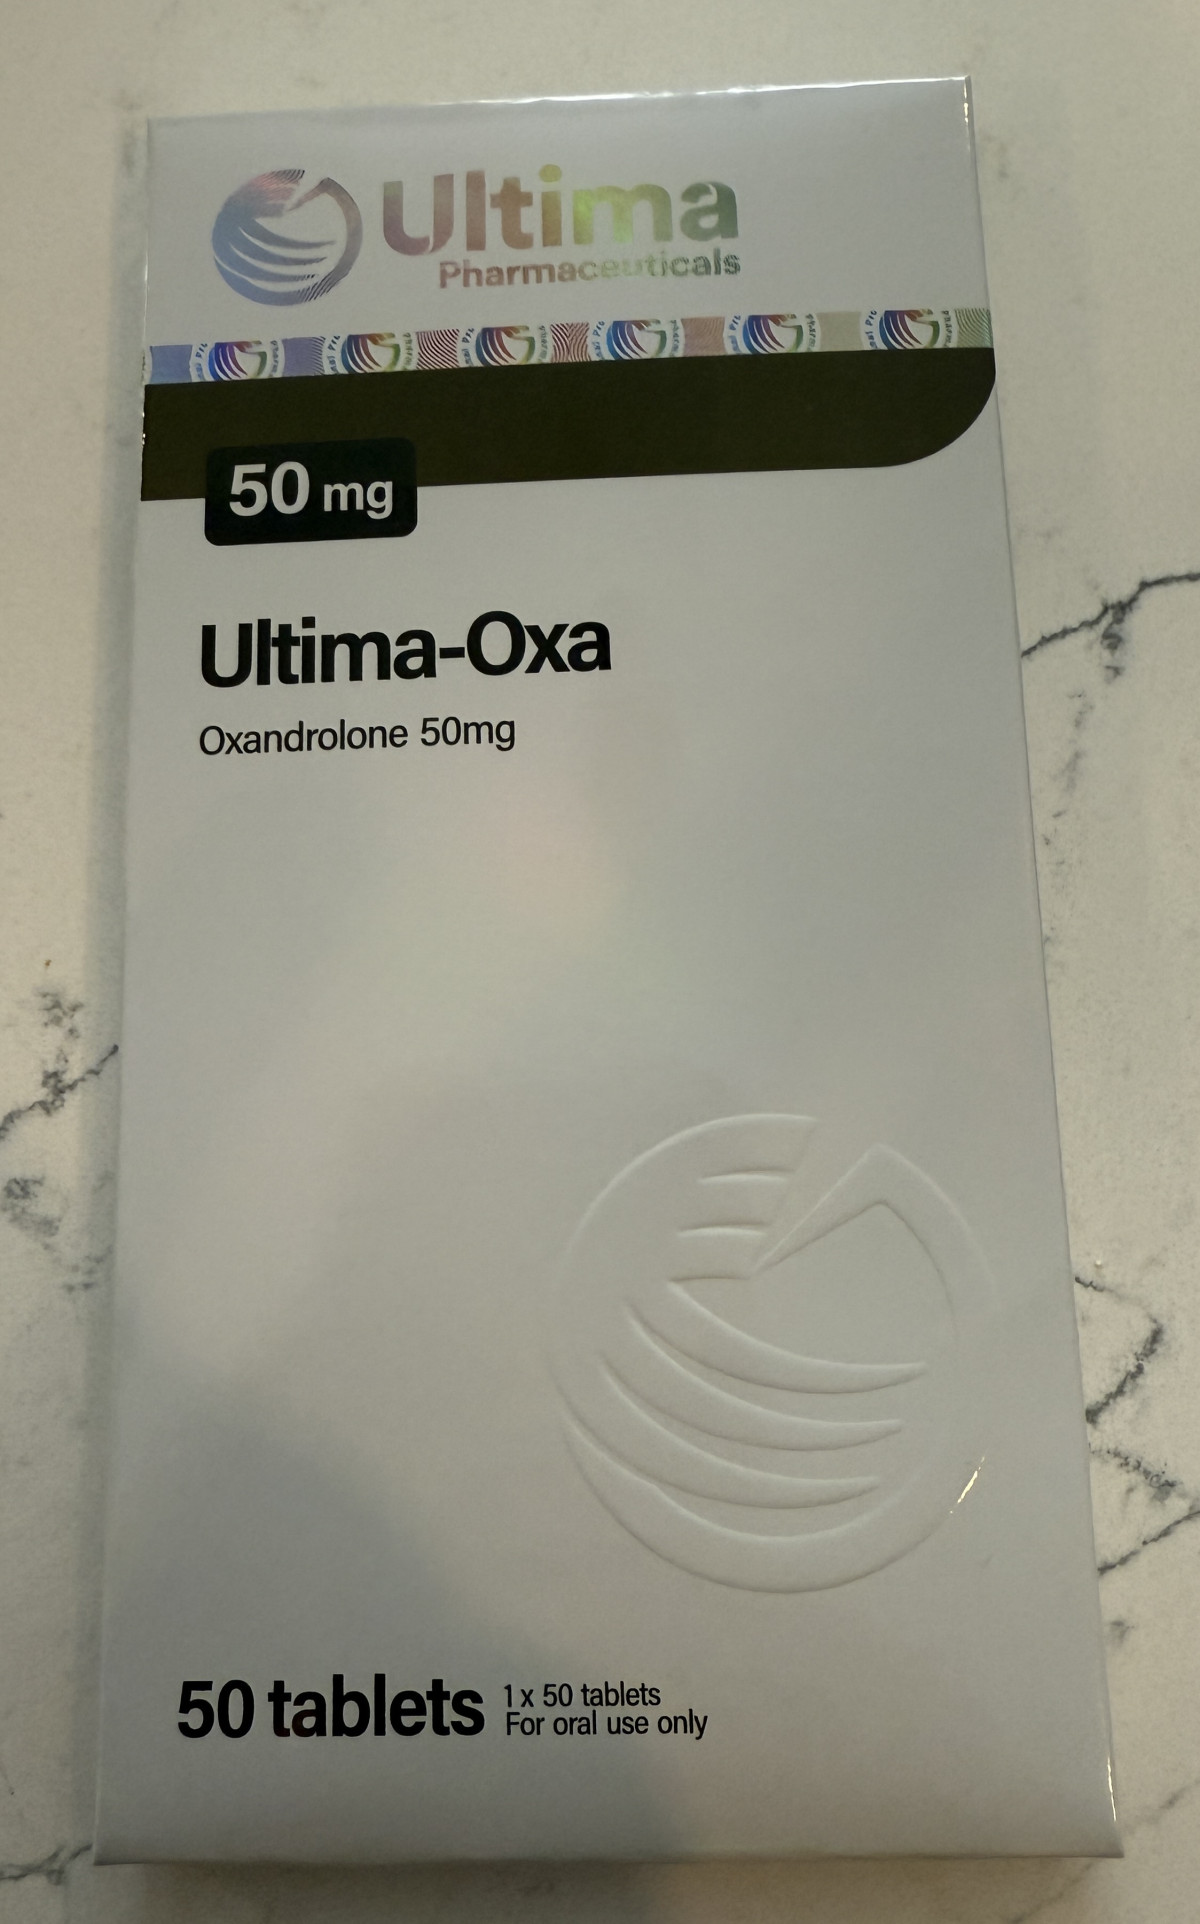 Ultima
Pharmaceuticals
50 mg
Ultima-Oxa
Oxandrolone 50mg
50 tablets
1 x 50 tablets
For oral use only